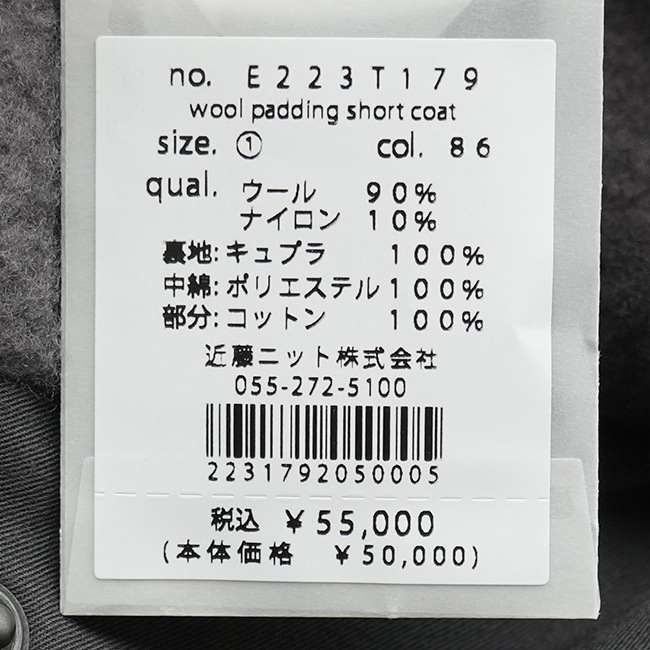 no. E223T179
wool padding short coat
size. ① col. 86
qual. ウール 90%
ナイロン 10%
裏地:キュプラ 100%
中綿:ポリエステル 100%
部分:コットン 100%
近藤ニット株式会社
055-272-5100
2231792050005
税込 ¥55,000
(本体価格 ¥50,000)